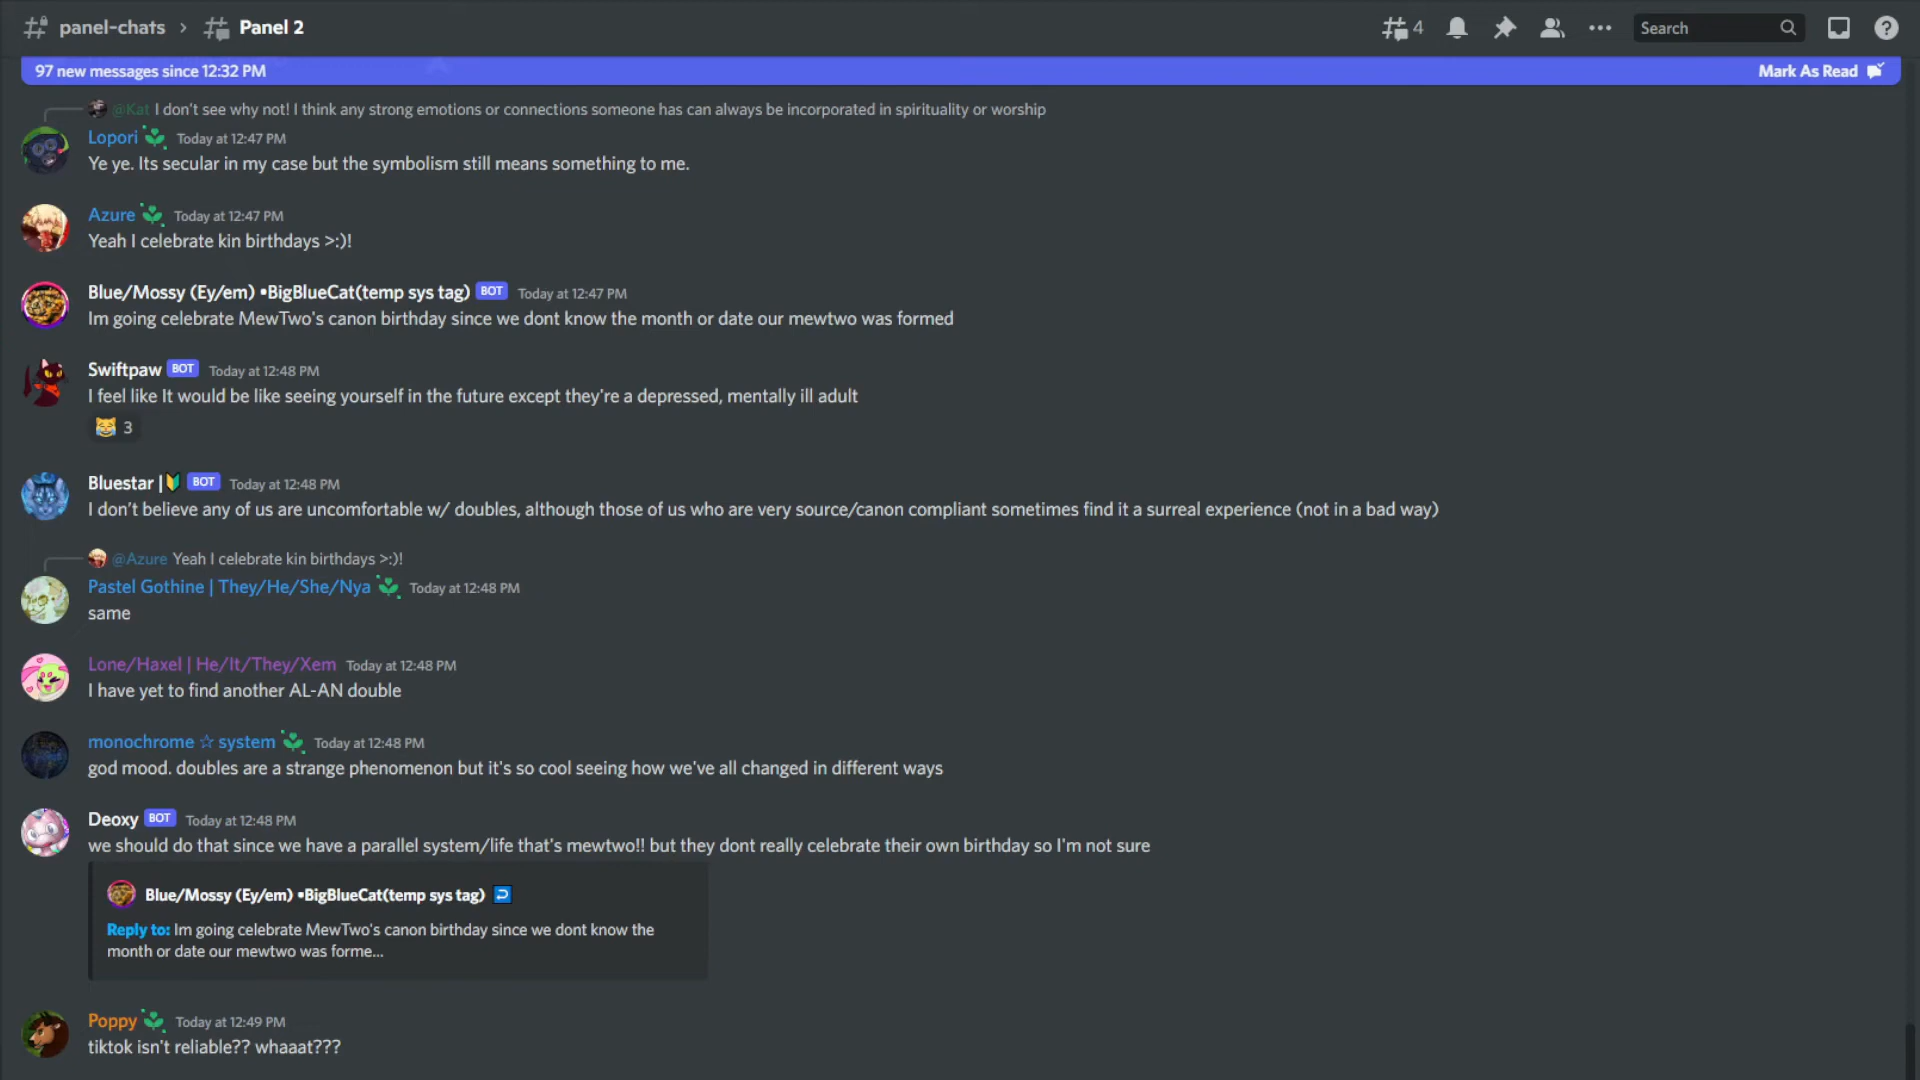 panel-chats › Panel 2
4
Search
97 new messages since 12:32 PM
Mark As Read
@Kat I don't see why not! I think any strong emotions or connections someone has can always be incorporated in spirituality or worship
Lopori Today at 12:47 PM
Ye ye. Its secular in my case but the symbolism still means something to me.
Azure Today at 12:47 PM
Yeah I celebrate kin birthdays >:)!
Blue/Mossy (Ey/em) •BigBlueCat(temp sys tag) BOT Today at 12:47 PM
Im going celebrate MewTwo's canon birthday since we dont know the month or date our mewtwo was formed
Swiftpaw BOT Today at 12:48 PM
I feel like It would be like seeing yourself in the future except they're a depressed, mentally ill adult
😹 3
Bluestar |🔰 BOT Today at 12:48 PM
I don’t believe any of us are uncomfortable w/ doubles, although those of us who are very source/canon compliant sometimes find it a surreal experience (not in a bad way)
@Azure Yeah I celebrate kin birthdays >:)!
Pastel Gothine | They/He/She/Nya Today at 12:48 PM
same
Lone/Haxel | He/It/They/Xem Today at 12:48 PM
I have yet to find another AL-AN double
monochrome ☆ system Today at 12:48 PM
god mood. doubles are a strange phenomenon but it's so cool seeing how we've all changed in different ways
Deoxy BOT Today at 12:48 PM
we should do that since we have a parallel system/life that's mewtwo!! but they dont really celebrate their own birthday so I'm not sure
Blue/Mossy (Ey/em) •BigBlueCat(temp sys tag) ↩️
Reply to: Im going celebrate MewTwo's canon birthday since we dont know the
month or date our mewtwo was forme...
Poppy Today at 12:49 PM
tiktok isn't reliable?? whaaat???